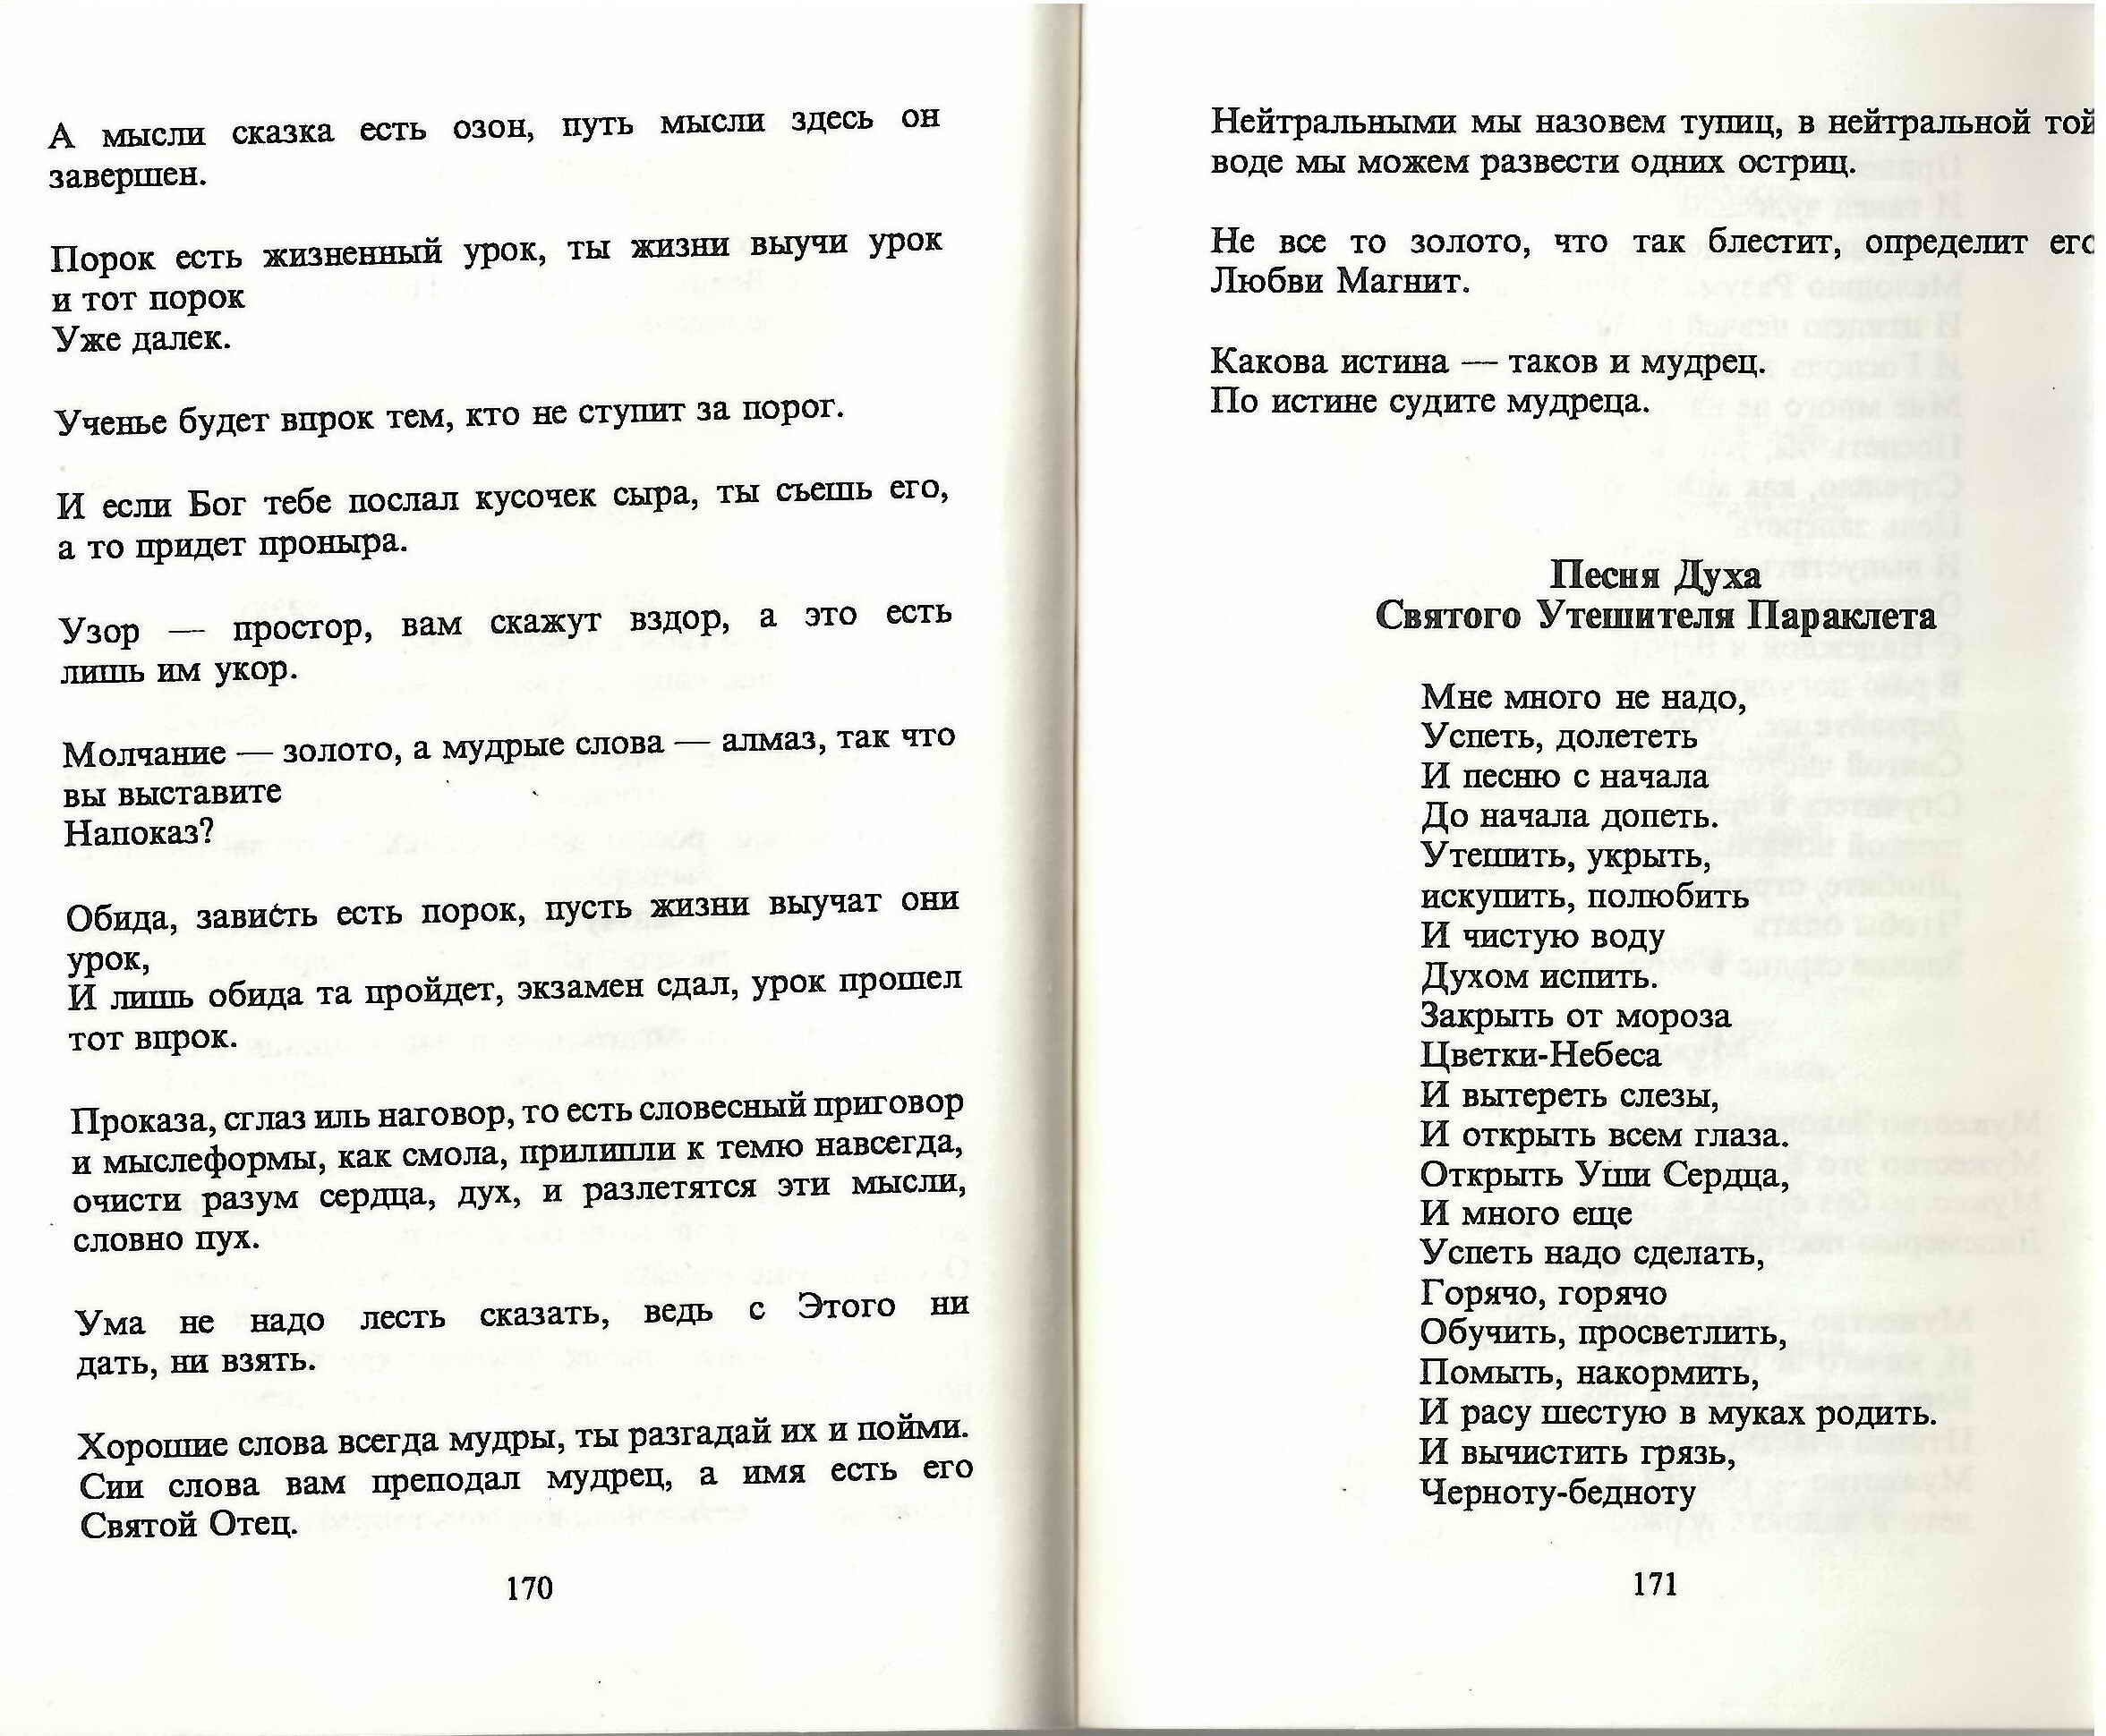 А мысли сказка есть озон, путь мысли здесь он
завершен.
Порок есть жизненный урок, ты жизни выучи урок
и тот порок
Уже далек.
Ученье будет впрок тем, кто не ступит за порог.
И если Бог тебе послал кусочек сыра, ты съешь его,
а то придет проныра.
Узор — простор, вам скажут вздор, а это есть
лишь им укор.
Молчание — золото, а мудрые слова — алмаз, так что
вы выставите
Напоказ?
Обида, зависть есть порок, пусть жизни выучат они
урок,
И лишь обида та пройдет, экзамен сдал, урок прошел
тот впрок.
Проказа, сглаз иль наговор, то есть словесный приговор
и мыслеформы, как смола, прилипли к темю навсегда,
очисти разум сердца, дух, и разлетятся эти мысли,
словно пух.
Ума не надо лесть сказать, ведь с Этого ни
дать, ни взять.
Хорошие слова всегда мудры, ты разгадай их и пойми.
Сии слова вам преподал мудрец, а имя есть его
Святой Отец.
170
Нейтральными мы назовем тупиц, в нейтральной той
воде мы можем развести одних остриц.
Не все то золото, что так блестит, определит его
Любви Магнит.
Какова истина — таков и мудрец.
По истине судите мудреца.
Песня Духа
Святого Утешителя Параклета
Мне много не надо,
Успеть, долететь
И песню с начала
До начала допеть.
Утешить, укрыть,
искупить, полюбить
И чистую воду
Духом испить.
Закрыть от мороза
Цветки-Небеса
И вытереть слезы,
И открыть всем глаза.
Открыть Уши Сердца,
И много еще
Успеть надо сделать,
Горячо, горячо
Обучить, просветлить,
Помыть, накормить,
И расу шестую в муках родить.
И вычистить грязь,
Черноту-бедноту
171